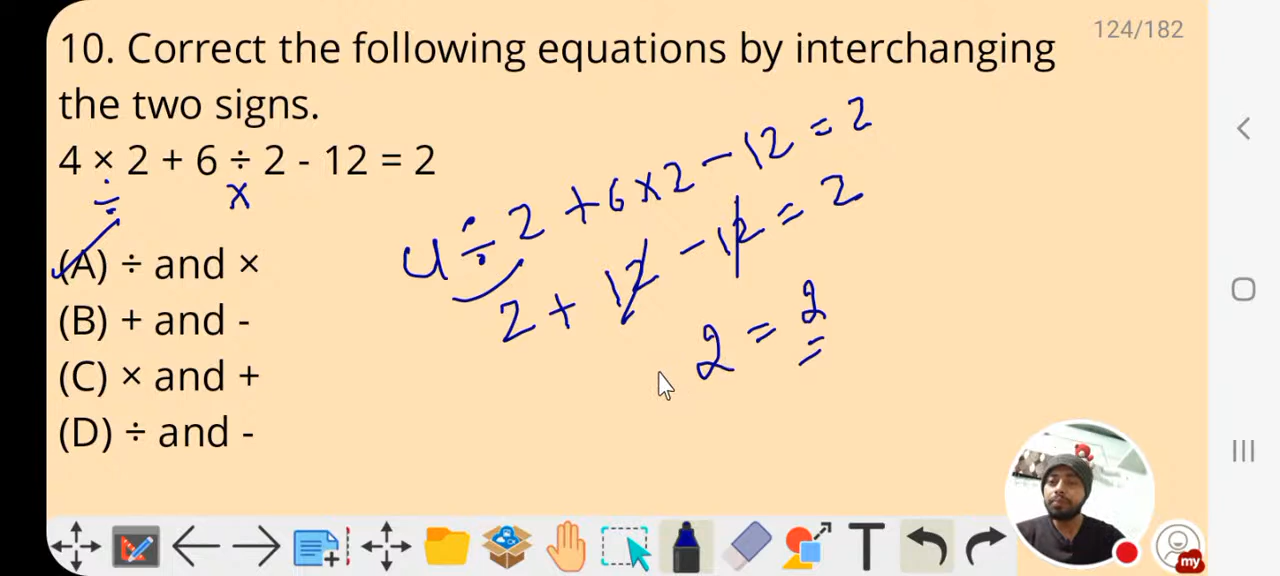 124/182
10. Correct the following equations by interchanging
the two signs.
4 × 2 + 6 ÷ 2 - 12 = 2
÷ ×
(A) ÷ and ×
(B) + and -
(C) × and +
(D) ÷ and -
4 ÷ 2 + 6 × 2 - 12 = 2
2 + 12 - 12 = 2
2 = 2
T
my